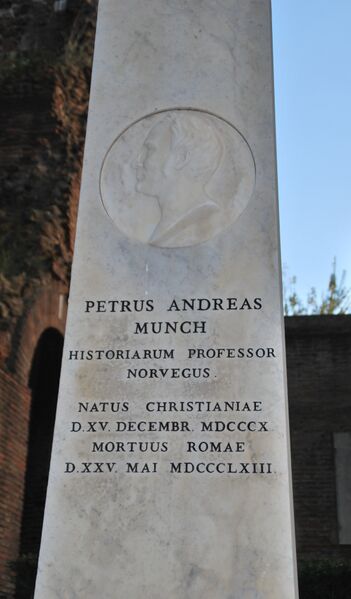 PETRUS ANDREAS
MUNCH
HISTORIARUM PROFESSOR
NORVEGUS.
NATUS CHRISTIANIAE
D.XV. DECEMBR. MDCCCX.
MORTUUS ROMAE
D.XXV. MAI MDCCCLXIII.